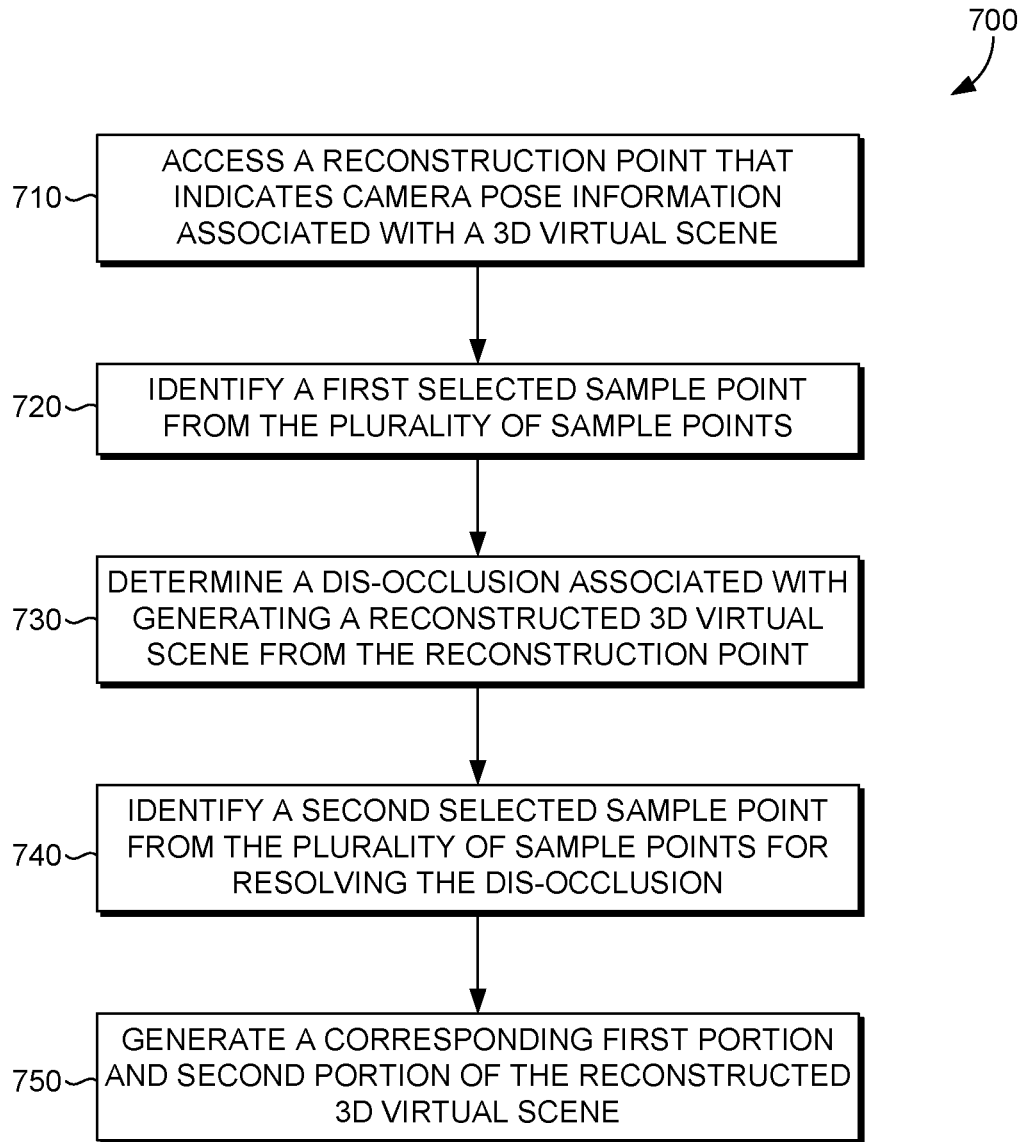 700
710
ACCESS A RECONSTRUCTION POINT THAT
INDICATES CAMERA POSE INFORMATION
ASSOCIATED WITH A 3D VIRTUAL SCENE
720
IDENTIFY A FIRST SELECTED SAMPLE POINT
FROM THE PLURALITY OF SAMPLE POINTS
730
DETERMINE A DIS-OCCLUSION ASSOCIATED WITH
GENERATING A RECONSTRUCTED 3D VIRTUAL
SCENE FROM THE RECONSTRUCTION POINT
740
IDENTIFY A SECOND SELECTED SAMPLE POINT
FROM THE PLURALITY OF SAMPLE POINTS FOR
RESOLVING THE DIS-OCCLUSION
750
GENERATE A CORRESPONDING FIRST PORTION
AND SECOND PORTION OF THE RECONSTRUCTED
3D VIRTUAL SCENE